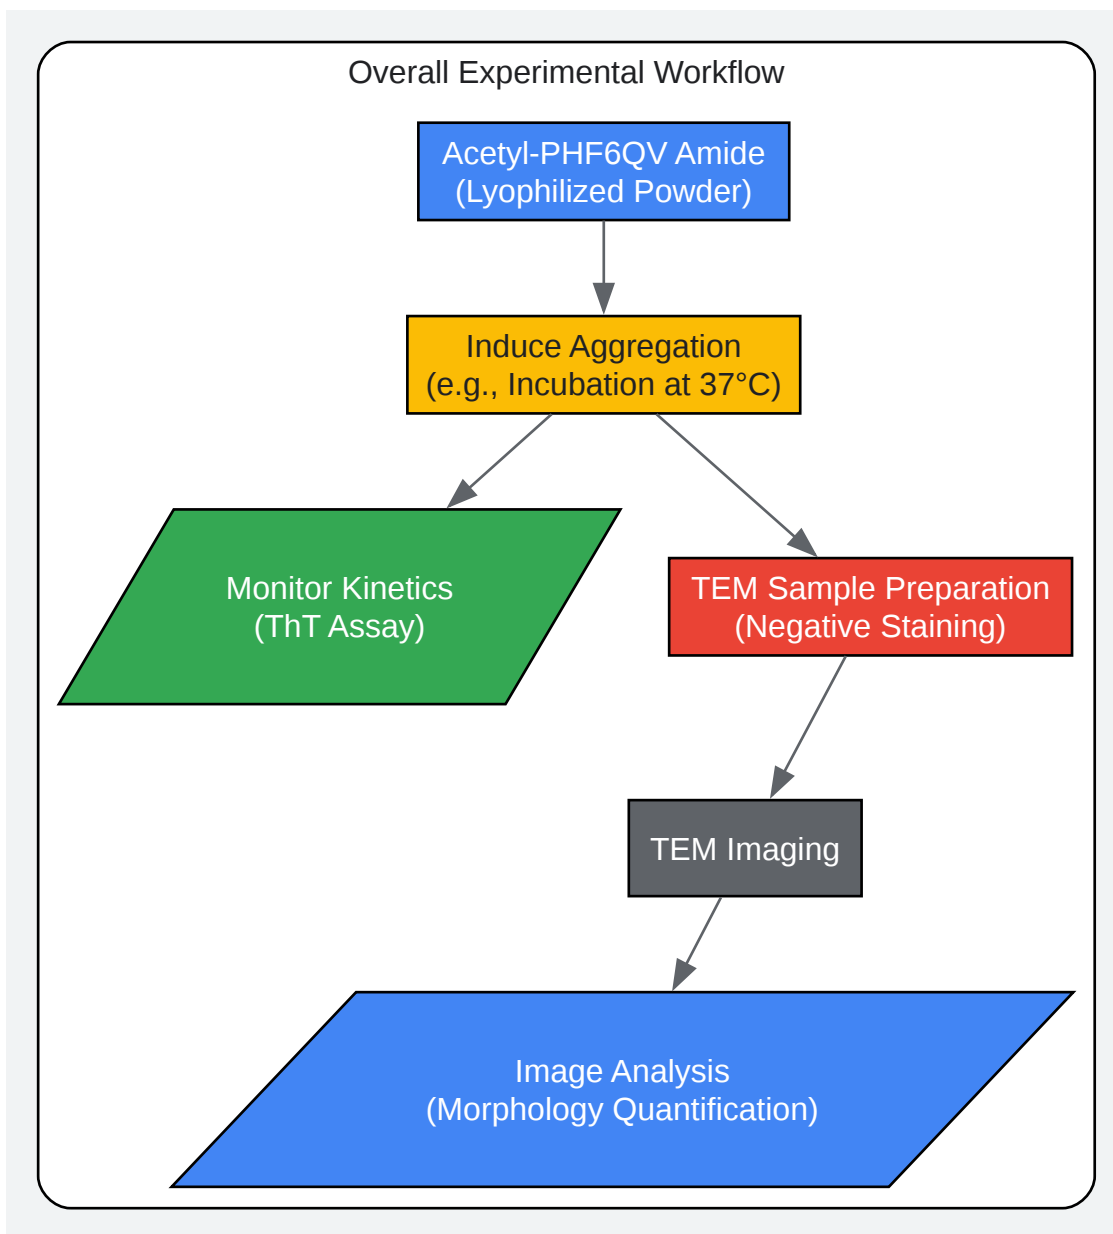 Overall Experimental Workflow
Acetyl-PHF6QV Amide
(Lyophilized Powder)
Induce Aggregation
(e.g., Incubation at 37°C)
Monitor Kinetics
(ThT Assay)
TEM Sample Preparation
(Negative Staining)
TEM Imaging
Image Analysis
(Morphology Quantification)